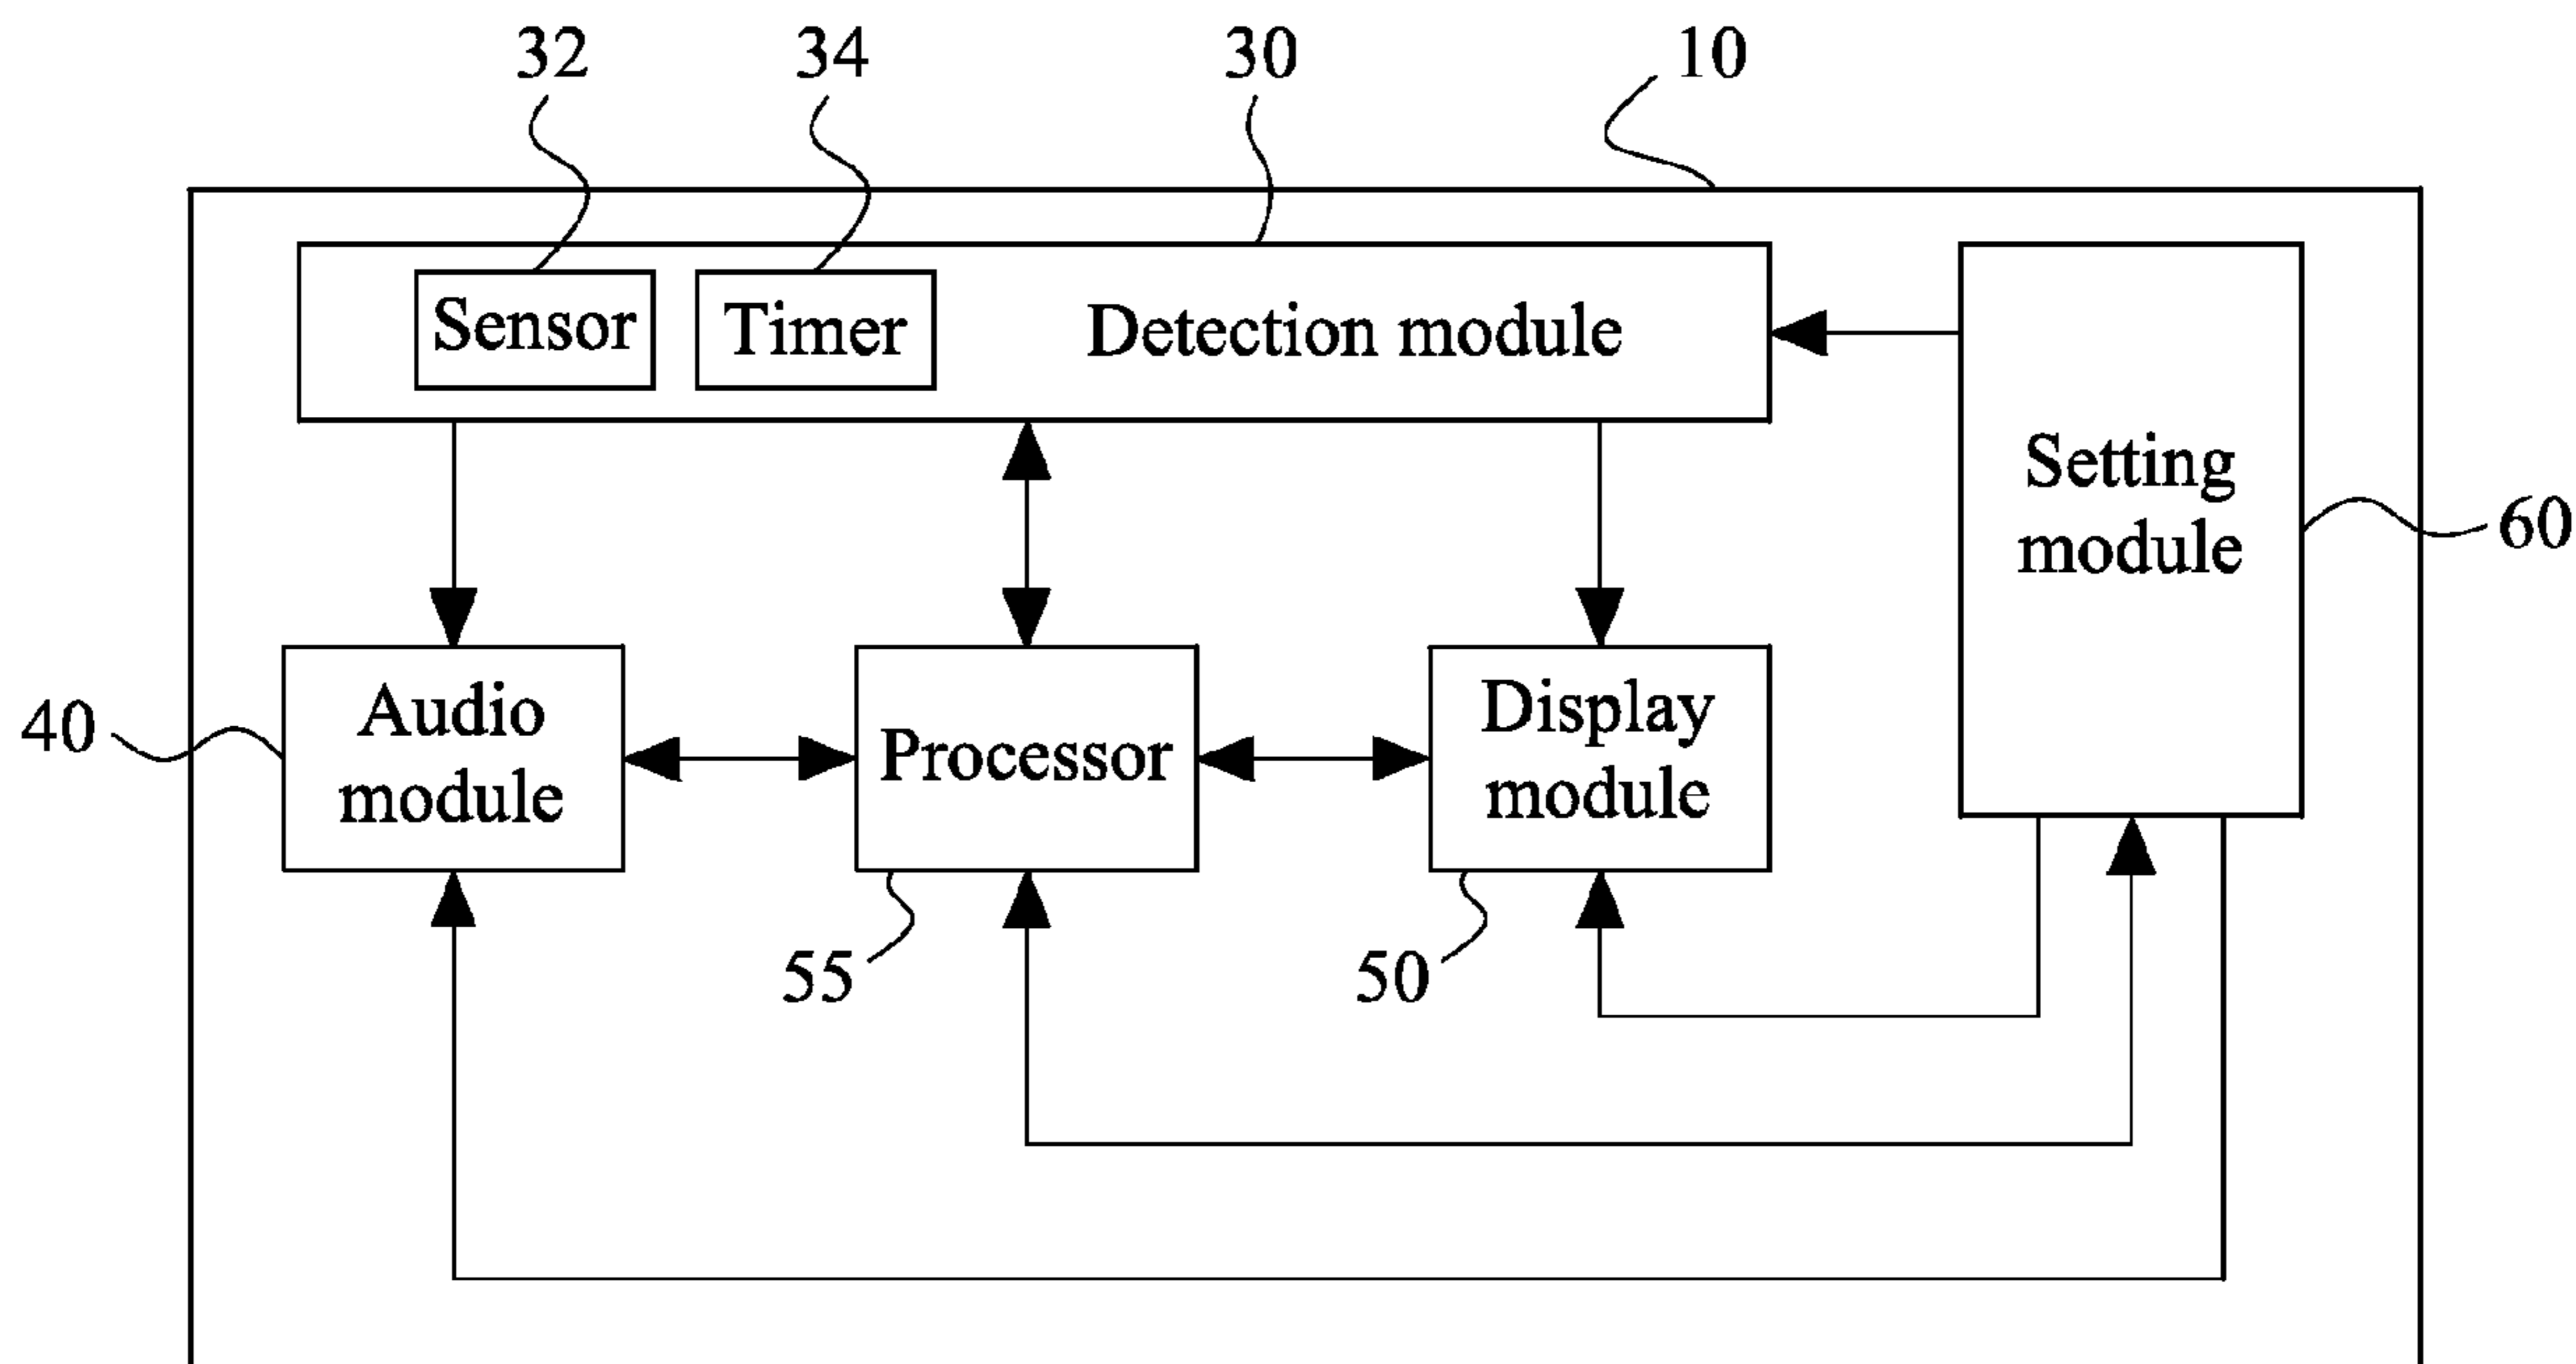 32
34
30
10
Sensor
Timer
Detection module
Setting
module
60
Audio
module
40
Processor
Display
module
55
50